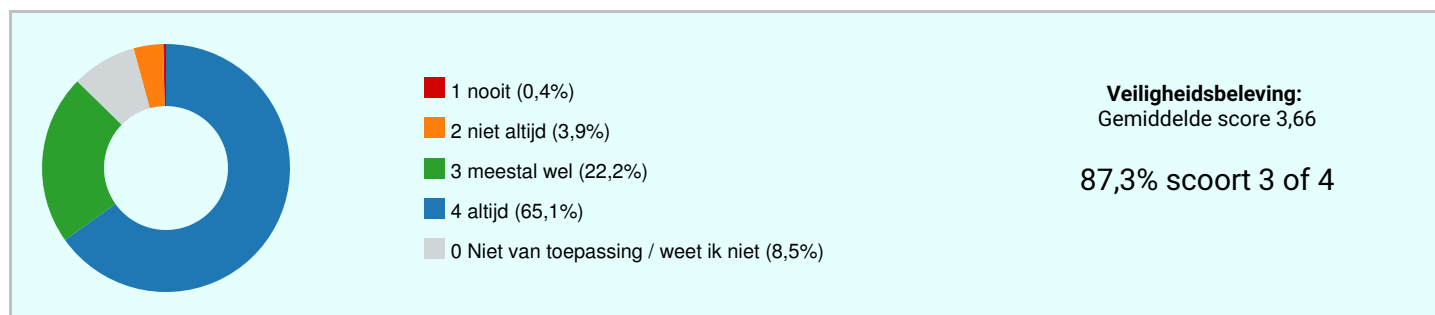 1 nooit (0,4%)
2 niet altijd (3,9%)
3 meestal wel (22,2%)
4 altijd (65,1%)
0 Niet van toepassing / weet ik niet (8,5%)
Veiligheidsbeleving:
Gemiddelde score 3,66
87,3% scoort 3 of 4